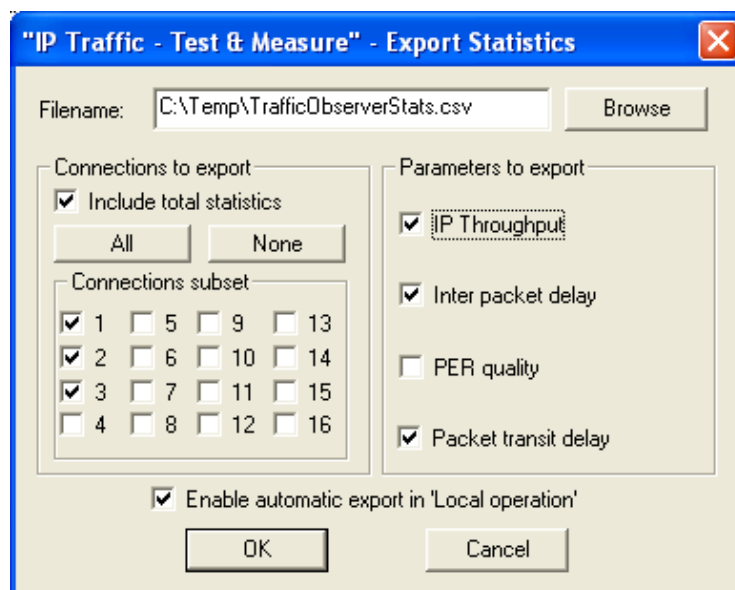 "IP Traffic - Test & Measure" - Export Statistics
Filename: C:\Temp\TrafficObserverStats.csv Browse
Connections to export
Include total statistics
All None
Connections subset
1 5 9 13
2 6 10 14
3 7 11 15
4 8 12 16
Parameters to export
IP Throughput
Inter packet delay
PER quality
Packet transit delay
Enable automatic export in 'Local operation'
OK Cancel